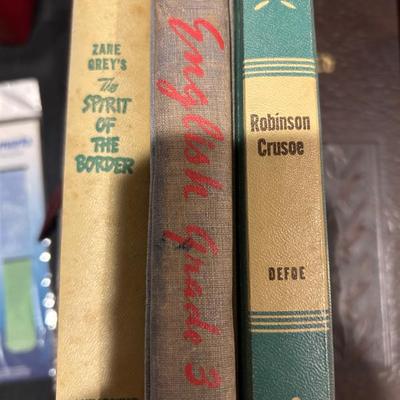 ZANE
GREY'S
The
SPIRIT
OF THE
BORDER
English Grade 3
Robinson
Crusoe
DEFOE